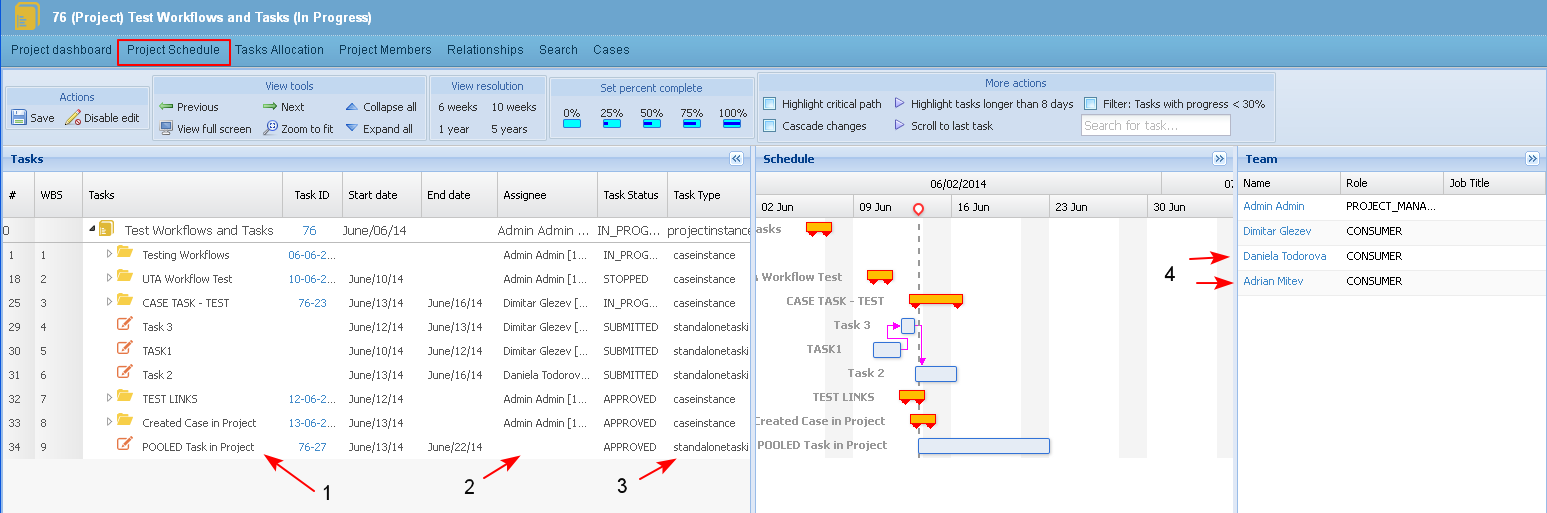 76 (Project) Test Workflows and Tasks (In Progress)
Project dashboard Project Schedule Tasks Allocation Project Members Relationships Search Cases
Actions
Save Disable edit
View tools
Previous Next Collapse all
View full screen Zoom to fit Expand all
View resolution
6 weeks 10 weeks
1 year 5 years
Set percent complete
0% 25% 50% 75% 100%
More actions
Highlight critical path Highlight tasks longer than 8 days Filter: Tasks with progress < 30%
Cascade changes Scroll to last task Search for task...
Tasks
# WBS Tasks Task ID Start date End date Assignee Task Status Task Type
0 Test Workflows and Tasks 76 June/06/14 Admin Admin ... IN_PROG... projectinstance
1 1 Testing Workflows 06-06-2... Admin Admin [1... IN_PROG... caseinstance
18 2 UTA Workflow Test 10-06-2... June/10/14 Admin Admin [1... STOPPED caseinstance
25 3 CASE TASK - TEST 76-23 June/13/14 June/16/14 Dimitar Glezev [... IN_PROG... caseinstance
29 4 Task 3 June/12/14 June/13/14 Dimitar Glezev [... SUBMITTED standalonetaski
30 5 TASK1 June/10/14 June/12/14 Dimitar Glezev [... SUBMITTED standalonetaski
31 6 Task 2 June/13/14 June/16/14 Daniela Todorov... SUBMITTED standalonetaski
32 7 TEST LINKS 12-06-2... June/12/14 Admin Admin [1... APPROVED caseinstance
33 8 Created Case in Project 13-06-2... June/13/14 Admin Admin [1... APPROVED caseinstance
34 9 POOLED Task in Project 76-27 June/13/14 June/22/14 APPROVED standalonetaski
1
2
3
Schedule
06/02/2014 07
02 Jun 09 Jun 16 Jun 23 Jun 30 Jun
asks
A Workflow Test
CASE TASK - TEST
Task 3
TASK1
Task 2
TEST LINKS
Created Case in Project
POOLED Task in Project
Team
Name Role Job Title
Admin Admin PROJECT_MANA...
Dimitar Glezev CONSUMER
Daniela Todorova CONSUMER
Adrian Mitev CONSUMER
4